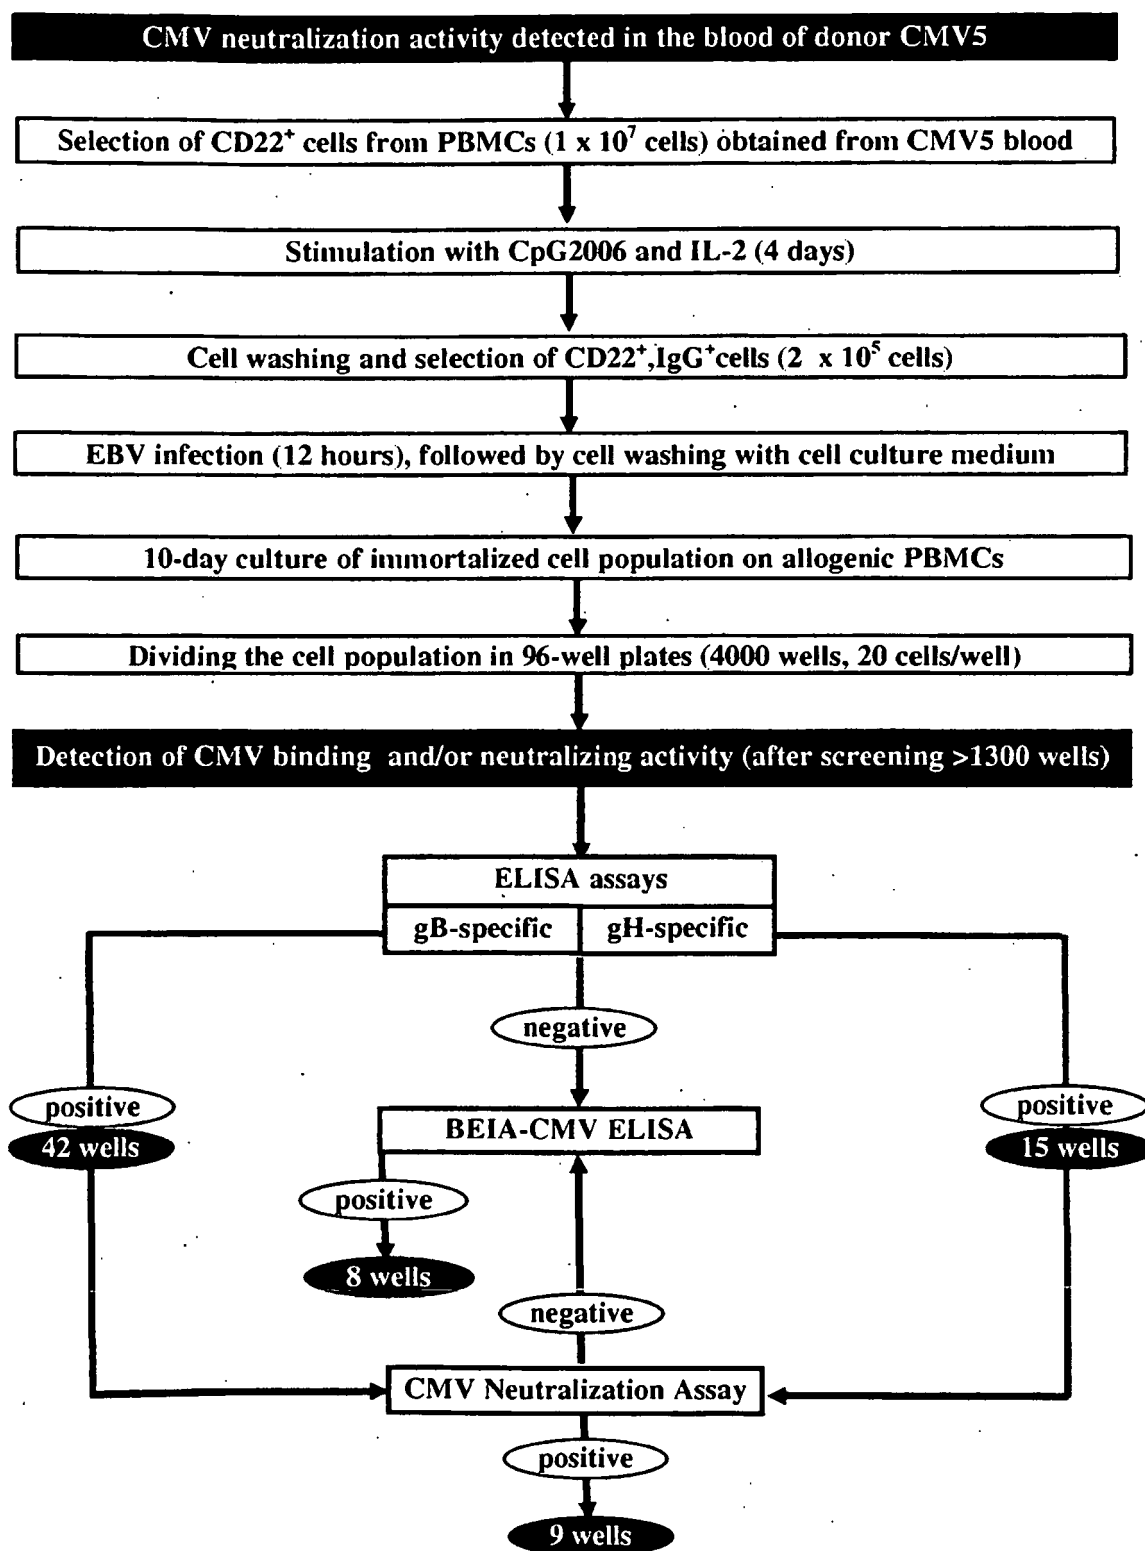 CMV neutralization activity detected in the blood of donor CMV5
Selection of CD22⁺ cells from PBMCs (1 x 10⁷ cells) obtained from CMV5 blood
Stimulation with CpG2006 and IL-2 (4 days)
Cell washing and selection of CD22⁺,IgG⁺cells (2 x 10⁵ cells)
EBV infection (12 hours), followed by cell washing with cell culture medium
10-day culture of immortalized cell population on allogenic PBMCs
Dividing the cell population in 96-well plates (4000 wells, 20 cells/well)
Detection of CMV binding and/or neutralizing activity (after screening >1300 wells)
ELISA assays
gB-specific
gH-specific
negative
positive
42 wells
positive
15 wells
BEIA-CMV ELISA
positive
8 wells
negative
CMV Neutralization Assay
positive
9 wells